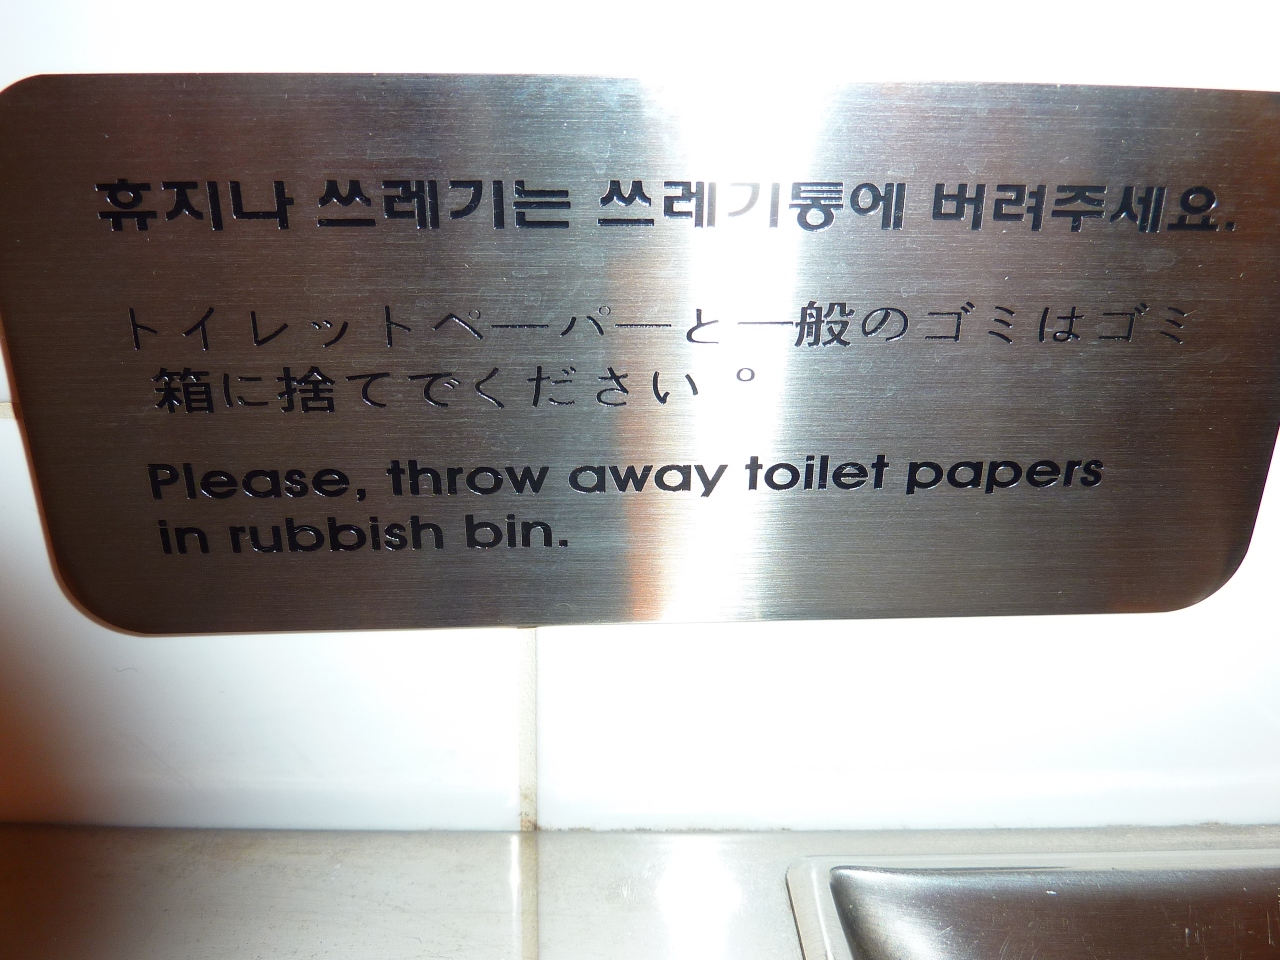 휴지나 쓰레기는 쓰레기통에 버려주세요.
トイレットペーパーと一般のゴミはゴミ
箱に捨ててでください。
Please, throw away toilet papers
in rubbish bin.